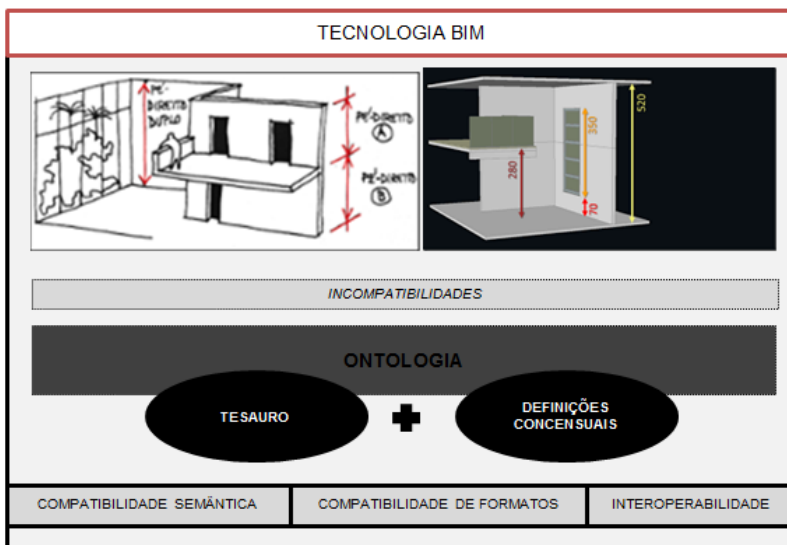 TECNOLOGIA BIM
PÉ-
DIREITO
DUPLO
PÉ-DIREITO
A
PÉ-DIREITO
B
280
350
70
520
INCOMPATIBILIDADES
ONTOLOGIA
TESAURO
DEFINIÇÕES
CONCENSUAIS
COMPATIBILIDADE SEMÂNTICA
COMPATIBILIDADE DE FORMATOS
INTEROPERABILIDADE